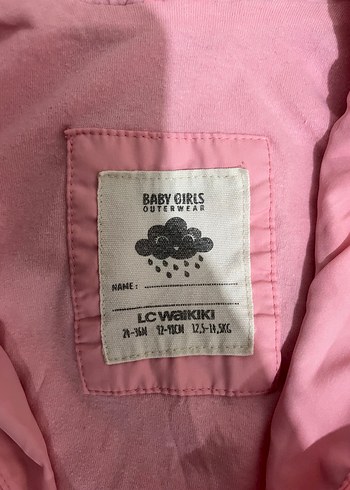 BABY GIRLS
OUTERWEAR
NAME:
LC WAIKIKI
24-36M 92-98CM 12,5-14,5KG